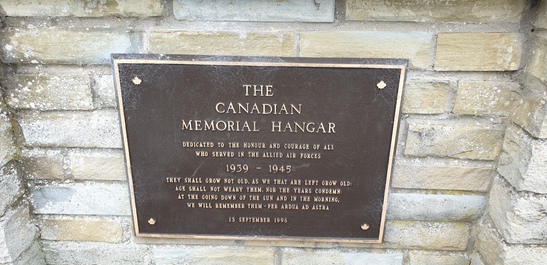 THE
CANADIAN
MEMORIAL HANGAR
DEDICATED TO THE HONOUR AND COURAGE OF ALL
WHO SERVED IN THE ALLIED AIR FORCES
1939 - 1945
THEY SHALL GROW NOT OLD, AS WE THAT ARE LEFT GROW OLD:
AGE SHALL NOT WEARY THEM, NOR THE YEARS CONDEMN.
AT THE GOING DOWN OF THE SUN AND IN THE MORNING,
WE WILL REMEMBER THEM - PER ARDUA AD ASTRA
15 SEPTEMBER 1996